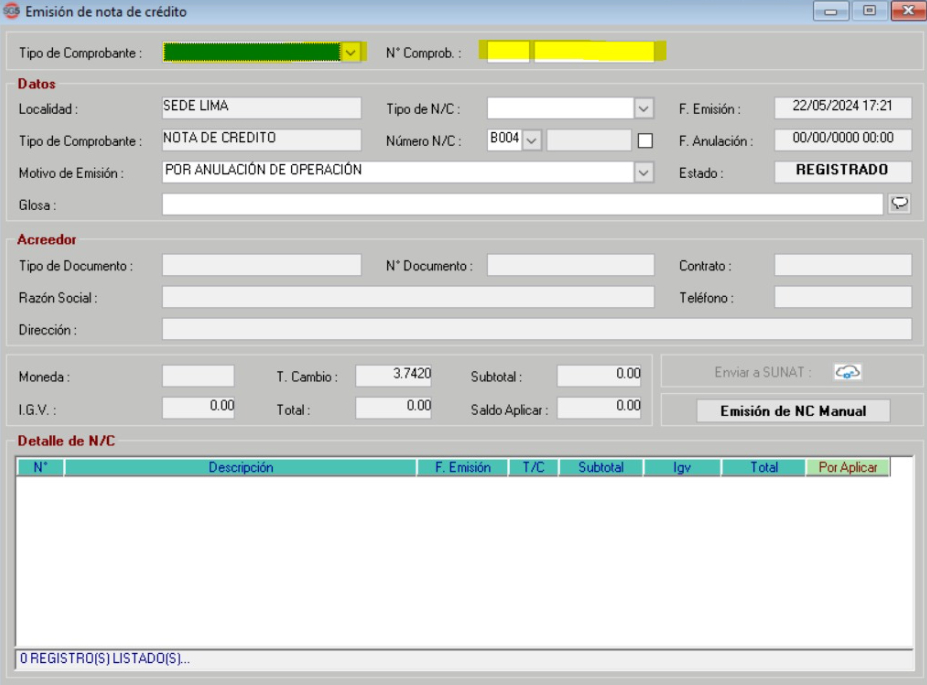 SGS Emisión de nota de crédito
Tipo de Comprobante : N° Comprob. :
Datos
Localidad : SEDE LIMA Tipo de N/C : F. Emisión : 22/05/2024 17:21
Tipo de Comprobante : NOTA DE CREDITO Número N/C : B004 F. Anulación : 00/00/0000 00:00
Motivo de Emisión : POR ANULACIÓN DE OPERACIÓN Estado : REGISTRADO
Glosa :
Acreedor
Tipo de Documento : N° Documento : Contrato :
Razón Social : Teléfono :
Dirección :
Moneda : T. Cambio : 3.7420 Subtotal : 0.00 Enviar a SUNAT :
I.G.V. : 0.00 Total : 0.00 Saldo Aplicar : 0.00 Emisión de NC Manual
Detalle de N/C
N° Descripción F. Emisión T/C Subtotal Igv Total Por Aplicar
0 REGISTRO(S) LISTADO(S)...